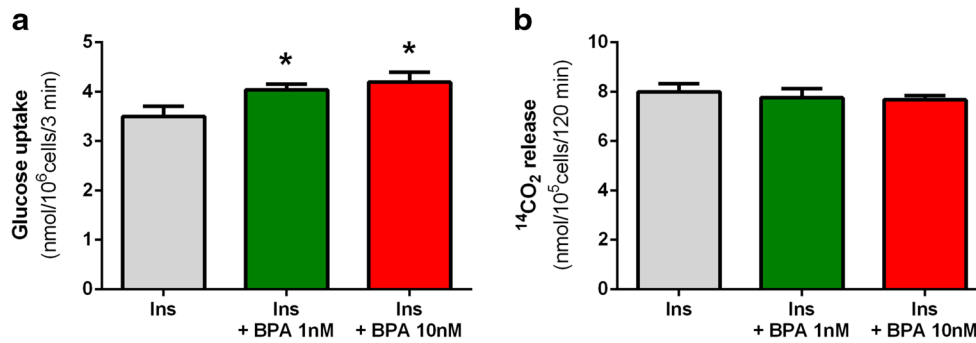 a
Glucose uptake
(nmol/10⁶cells/3 min)
5
4
3
2
1
0
*
*
Ins
Ins
+ BPA 1nM
Ins
+ BPA 10nM
b
¹⁴CO₂ release
(nmol/10⁵cells/120 min)
10
8
6
4
2
0
Ins
Ins
+ BPA 1nM
Ins
+ BPA 10nM